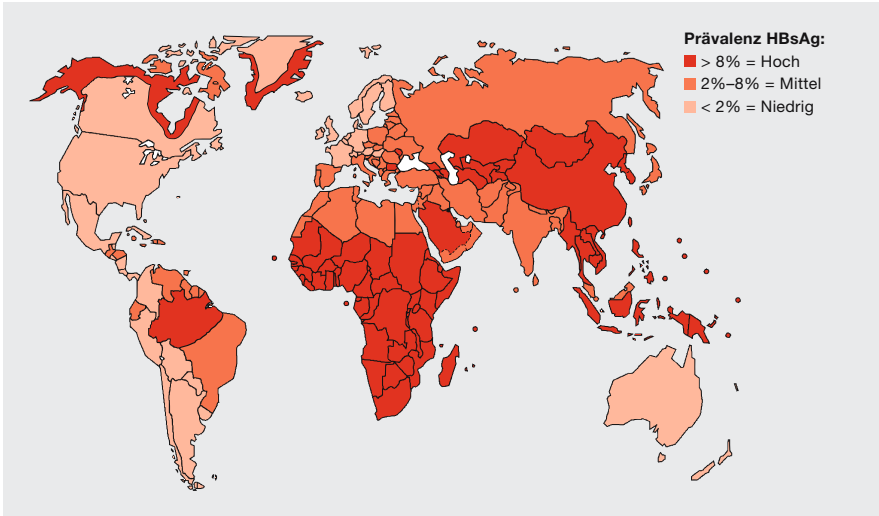 Prävalenz HBsAg:
> 8% = Hoch
2%–8% = Mittel
< 2% = Niedrig